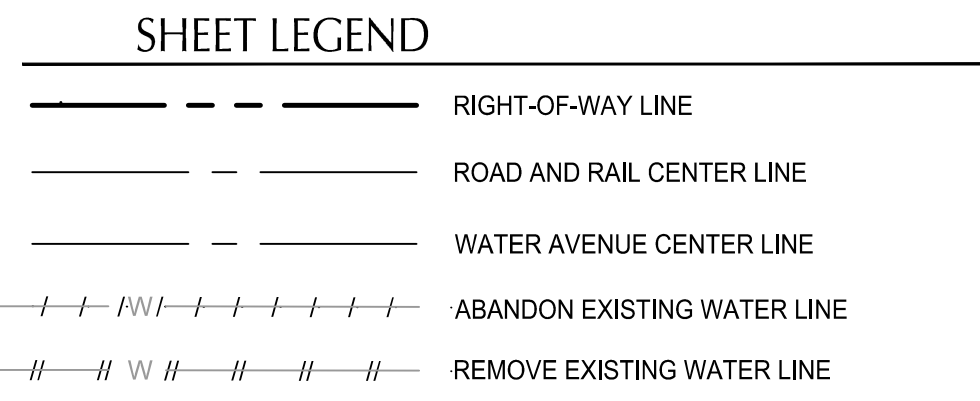 SHEET LEGEND
RIGHT-OF-WAY LINE
ROAD AND RAIL CENTER LINE
WATER AVENUE CENTER LINE
W ABANDON EXISTING WATER LINE
W REMOVE EXISTING WATER LINE